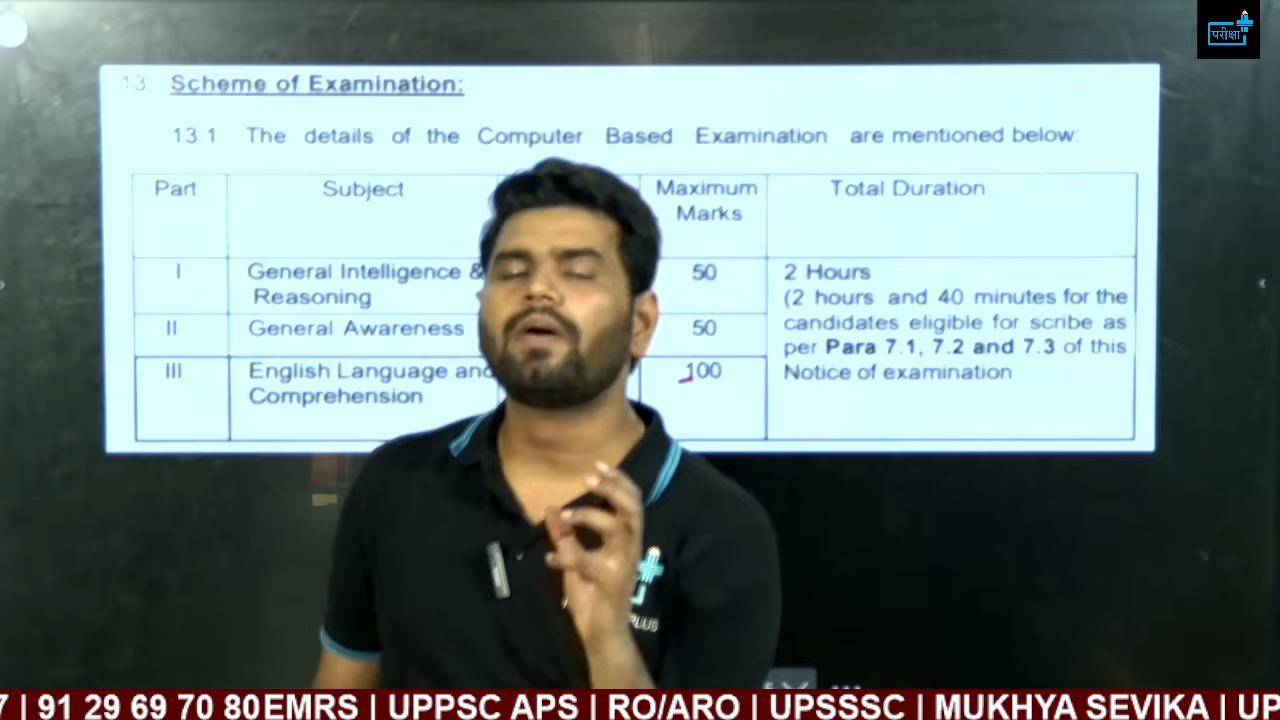 परीक्षा
13 Scheme of Examination:
13.1 The details of the Computer Based Examination are mentioned below:
Part Subject Maximum Marks Total Duration
I General Intelligence & Reasoning 50 2 Hours
(2 hours and 40 minutes for the candidates eligible for scribe as per Para 7.1, 7.2 and 7.3 of this Notice of examination
II General Awareness 50
III English Language and Comprehension 100
PLUS
7 | 91 29 69 70 80EMRS | UPPSC APS | RO/ARO | UPSSSC | MUKHYA SEVIKA | UP